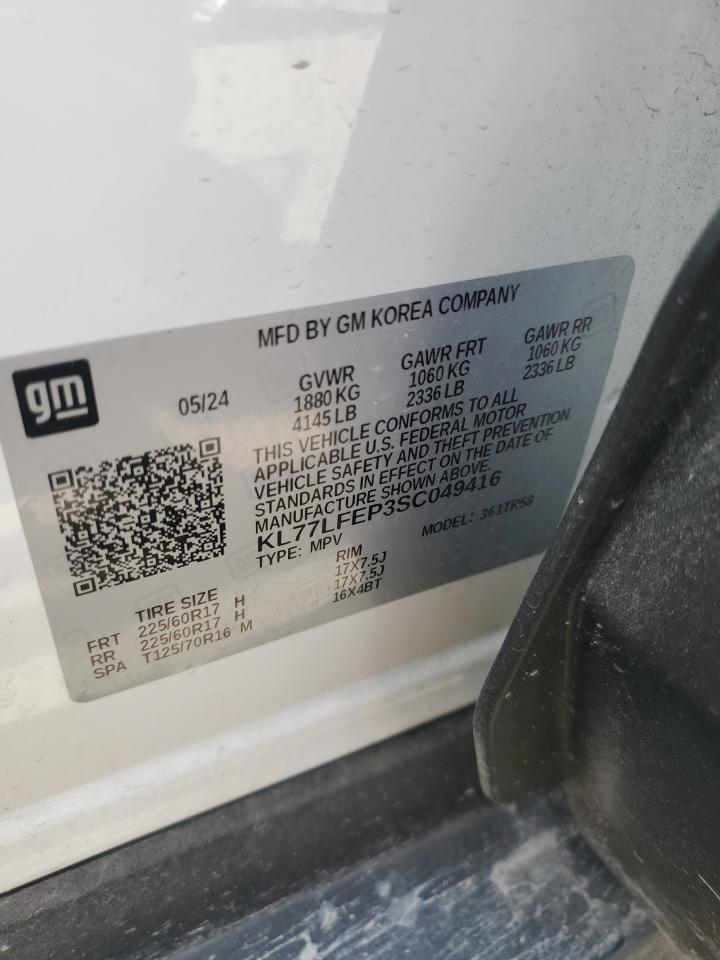 MFD BY GM KOREA COMPANY
gm
05/24
GVWR
1880 KG
4145 LB
GAWR FRT
1060 KG
2336 LB
GAWR RR
1060 KG
2336 LB
THIS VEHICLE CONFORMS TO ALL
APPLICABLE U.S. FEDERAL MOTOR
VEHICLE SAFETY AND THEFT PREVENTION
STANDARDS IN EFFECT ON THE DATE OF
MANUFACTURE SHOWN ABOVE.
KL77LFEP3SC049416
TYPE: MPV
MODEL: 361TR58
TIRE SIZE RIM
FRT 225/60R17 H 17X7.5J
RR 225/60R17 H 17X7.5J
SPA T125/70R16 M 16X4BT